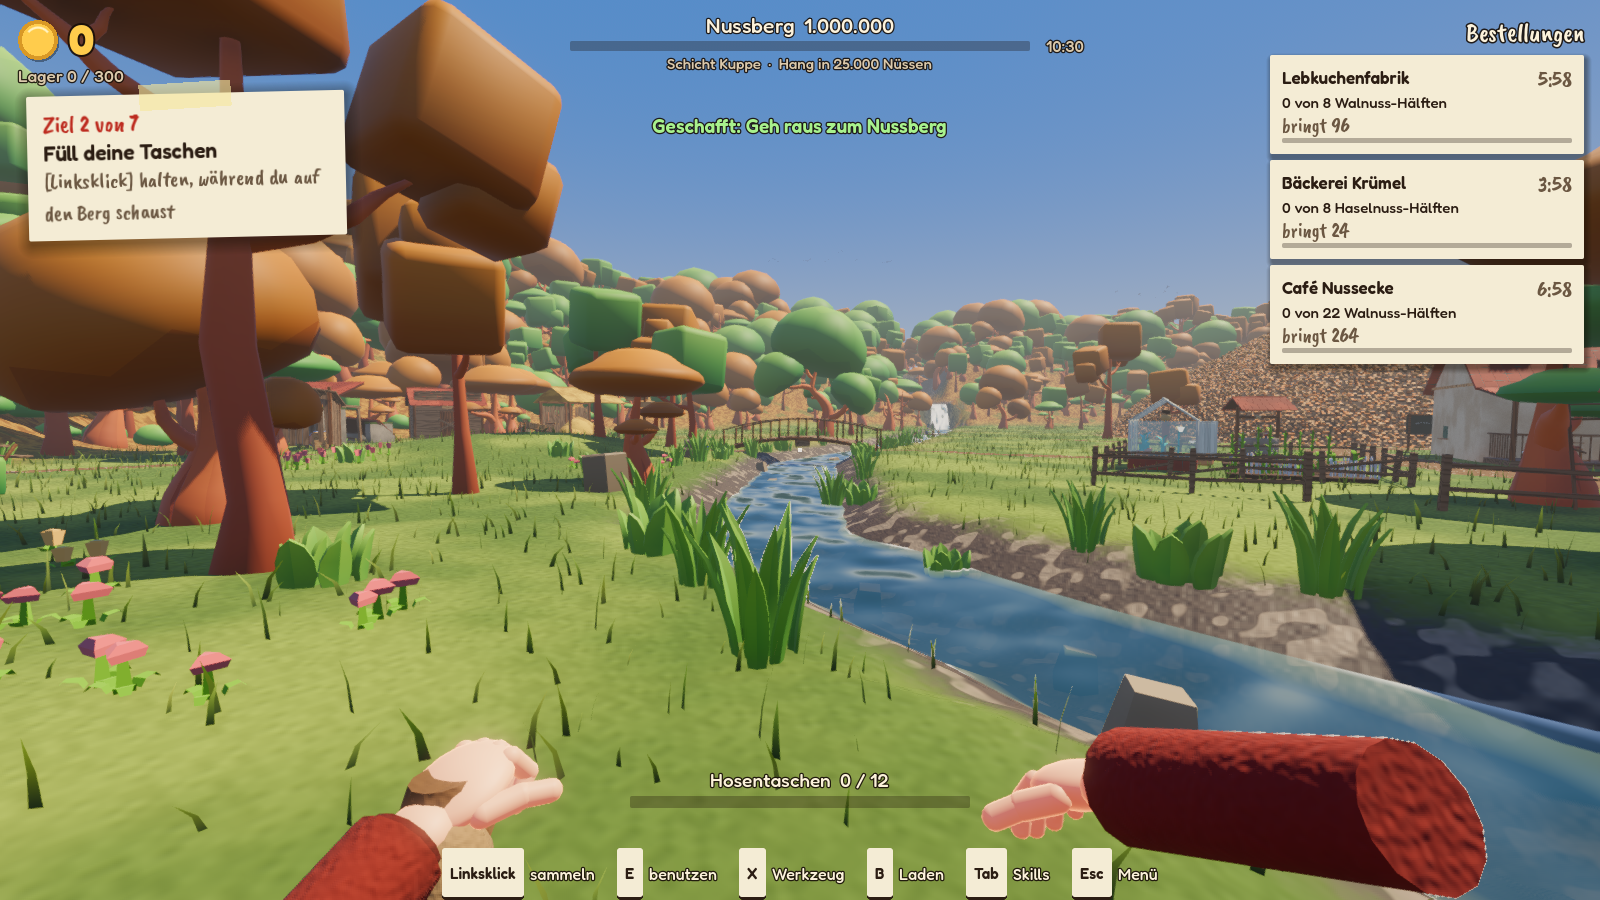 0
Lager 0 / 300
Ziel 2 von 7
Füll deine Taschen
[Linksklick] halten, während du auf
den Berg schaust
Nussberg 1.000.000
10:30
Schicht Kuppe · Hang in 25.000 Nüssen
Geschafft: Geh raus zum Nussberg
Bestellungen
Lebkuchenfabrik 5:58
0 von 8 Walnuss-Hälften
bringt 96
Bäckerei Krümel 3:58
0 von 8 Haselnuss-Hälften
bringt 24
Café Nussecke 6:58
0 von 22 Walnuss-Hälften
bringt 264
Hosentaschen 0 / 12
Linksklick sammeln E benutzen X Werkzeug B Laden Tab Skills Esc Menü